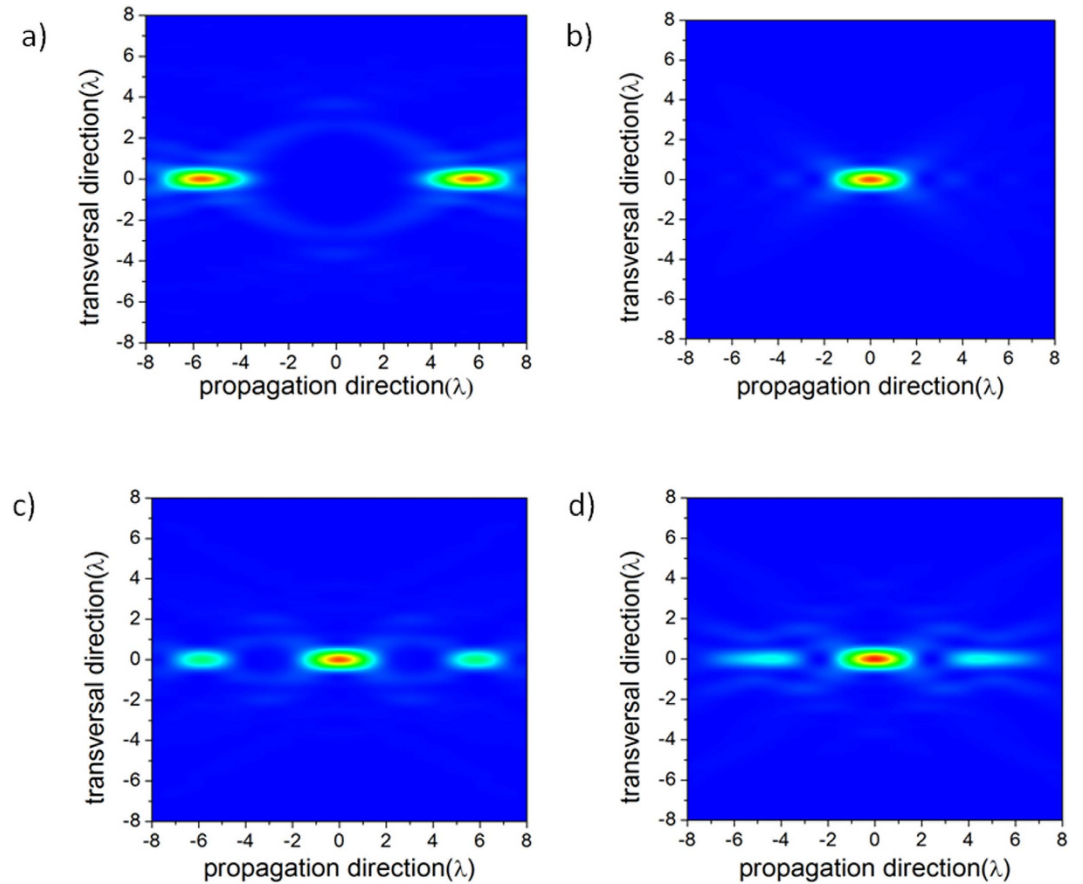 a)
transversal direction(λ)
8
6
4
2
0
-2
-4
-6
-8
-8 -6 -4 -2 0 2 4 6 8
propagation direction(λ)
b)
transversal direction(λ)
8
6
4
2
0
-2
-4
-6
-8
-8 -6 -4 -2 0 2 4 6 8
propagation direction(λ)
c)
transversal direction(λ)
8
6
4
2
0
-2
-4
-6
-8
-8 -6 -4 -2 0 2 4 6 8
propagation direction(λ)
d)
transversal direction(λ)
8
6
4
2
0
-2
-4
-6
-8
-8 -6 -4 -2 0 2 4 6 8
propagation direction(λ)